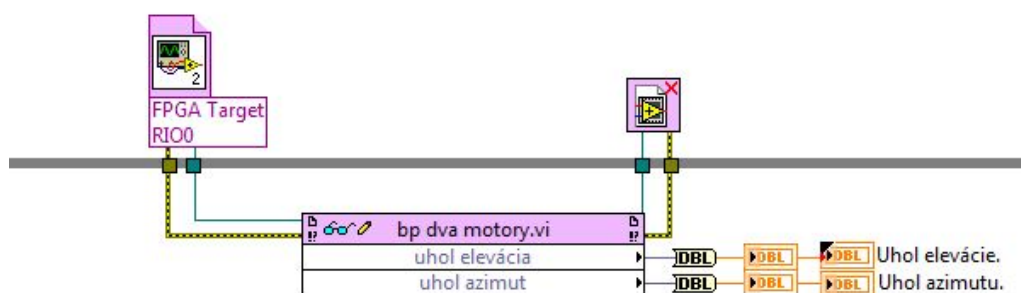 2
FPGA Target
RIO0
bp dva motory.vi
uhol elevácia DBL DBL DBL Uhol elevácie.
uhol azimut DBL DBL DBL Uhol azimutu.